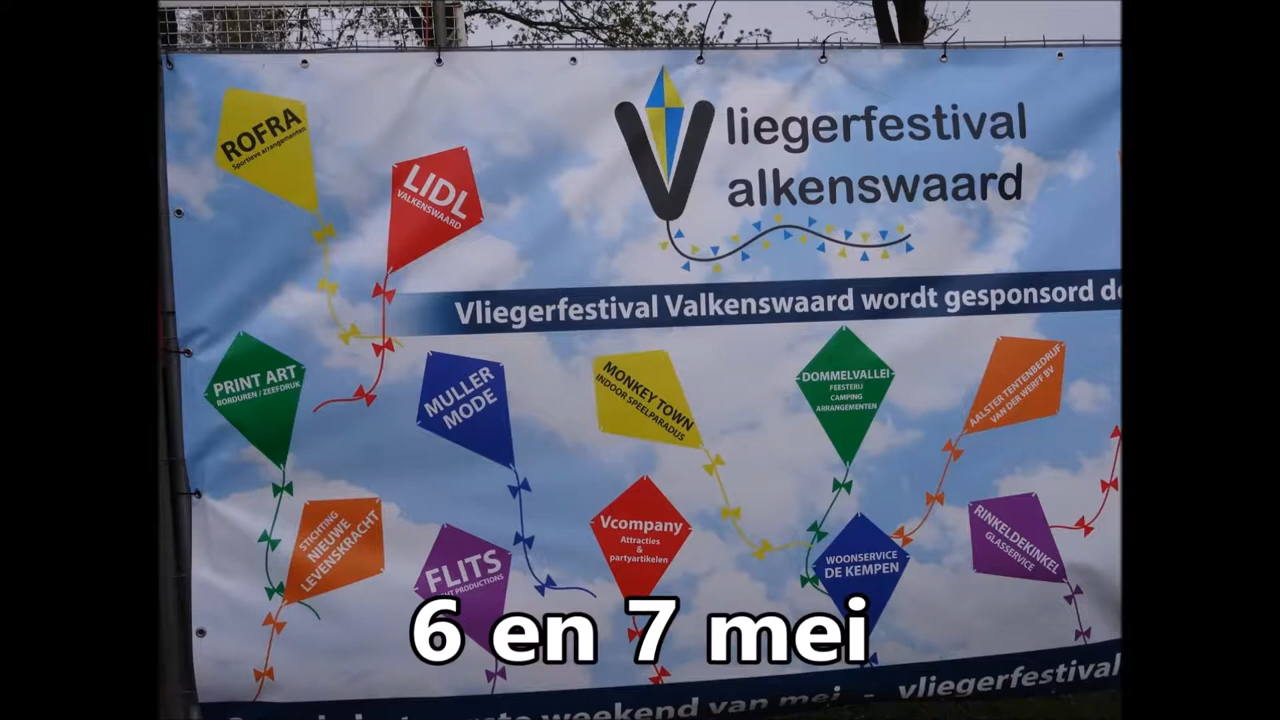 Vliegerfestival
Valkenswaard
ROFRA
Sportieve arrangementen
LIDL
VALKENSWAARD
Vliegerfestival Valkenswaard wordt gesponsord
PRINT ART
BORDUREN / ZEEFDRUK
MULLER
MODE
MONKEY TOWN
INDOOR SPEELPARADIJS
DOMMELVALLEI
FEESTERIJ
CAMPING
ARRANGEMENTEN
AALSTER TENTENBEDRIJF
VAN DER WERFF BV
STICHTING
NIEUWE
LEVENSKRACHT
FLITS
PRODUCTIONS
Vcompany
Attracties
&
partyartikelen
WOONSERVICE
DE KEMPEN
RINKELDEKINKEL
GLASSERVICE
6 en 7 mei
weekend van mei - vliegerfestival